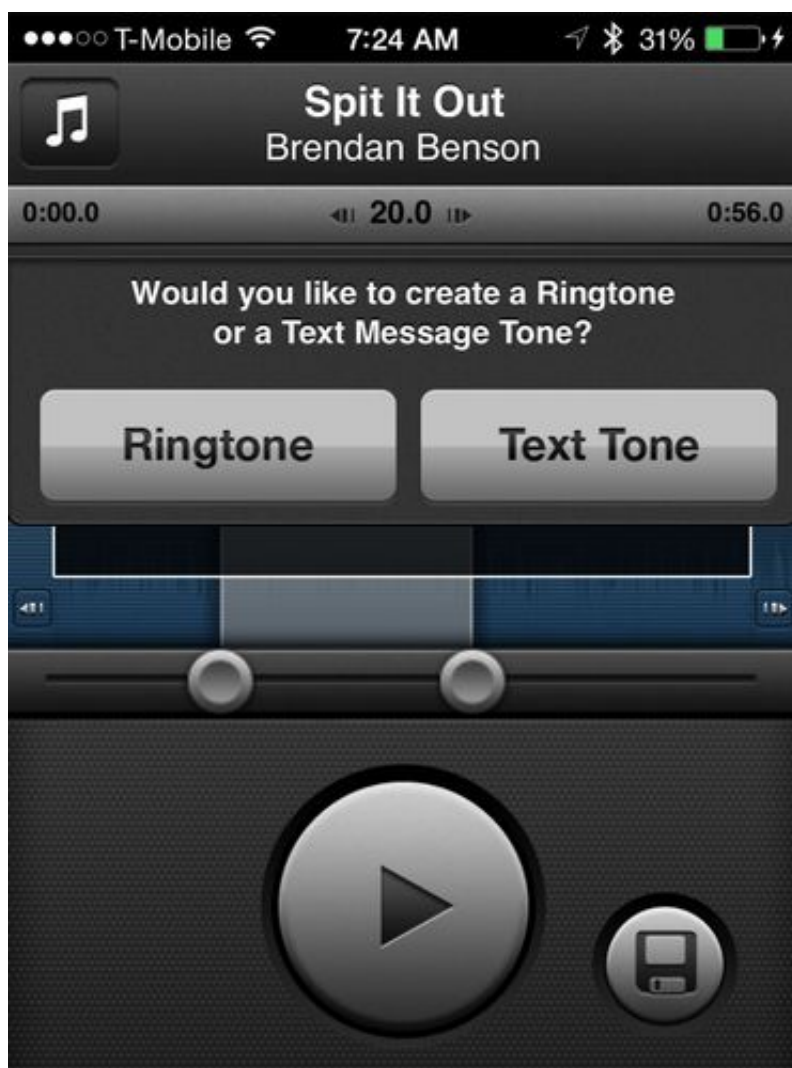 T-Mobile 7:24 AM 31%
Spit It Out
Brendan Benson
0:00.0 20.0 0:56.0
Would you like to create a Ringtone
or a Text Message Tone?
Ringtone Text Tone